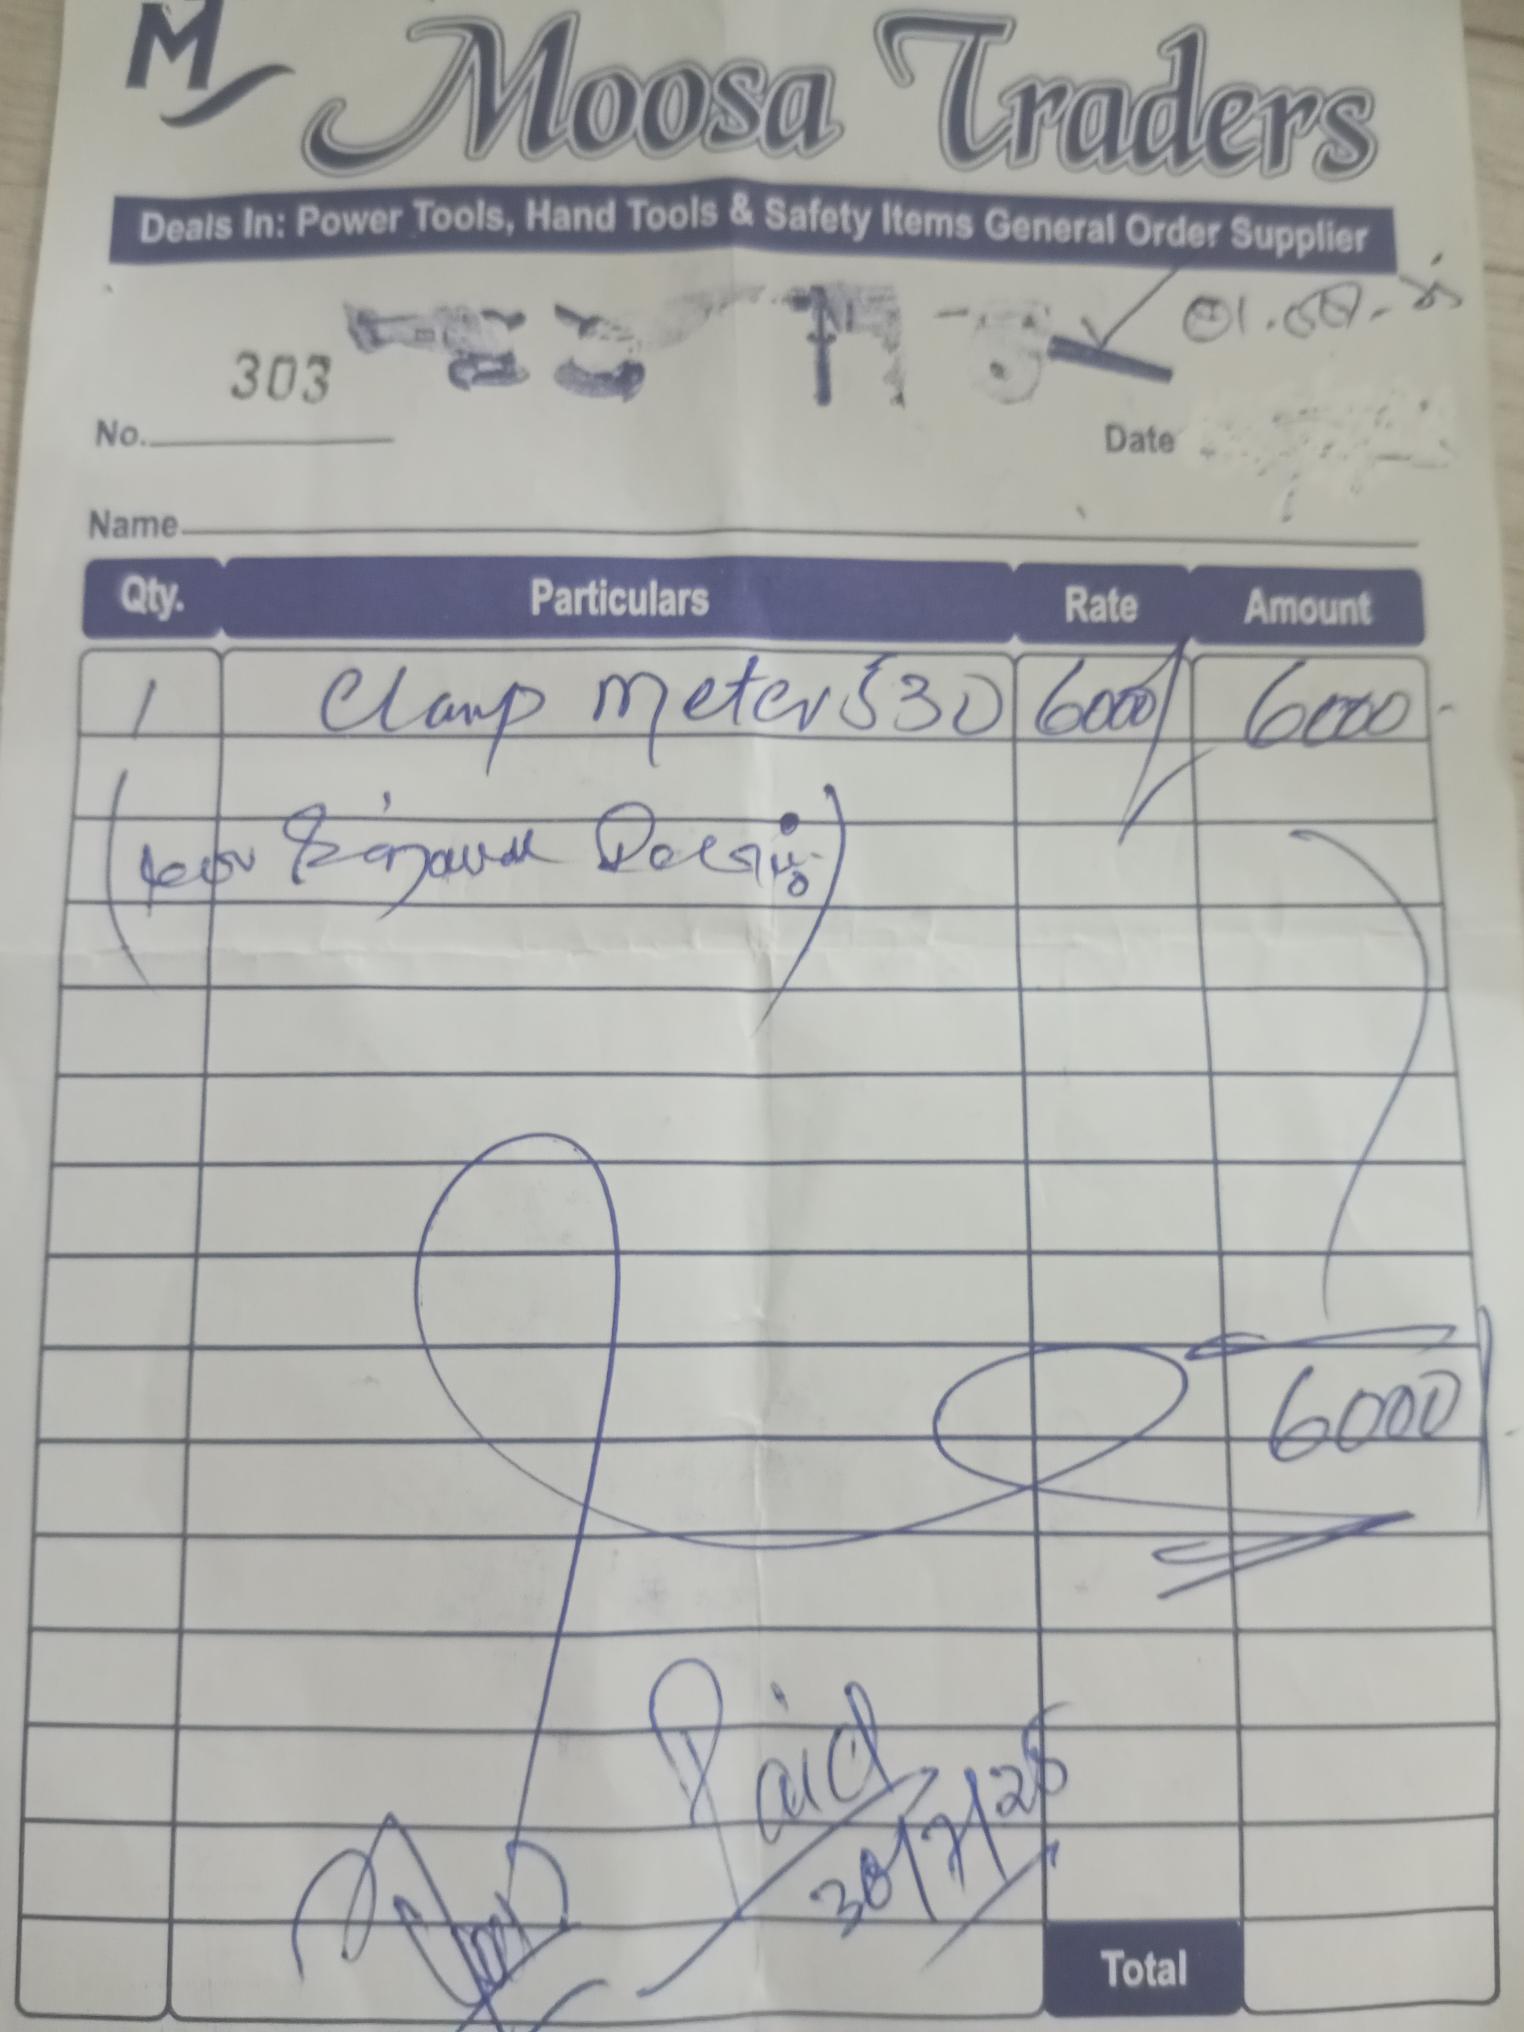 M
Moosa Traders
Deals In: Power Tools, Hand Tools & Safety Items General Order Supplier
303
No.
Date
Name
Qty. Particulars Rate Amount
1 Clamp Meter 530 6000 6000
6000
Paid
30/7/25
Total